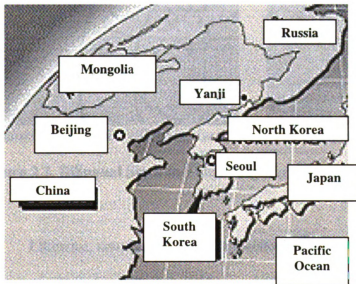 Russia
Mongolia
Yanji
Beijing
North Korea
Seoul
China
Japan
South
Korea
Pacific
Ocean